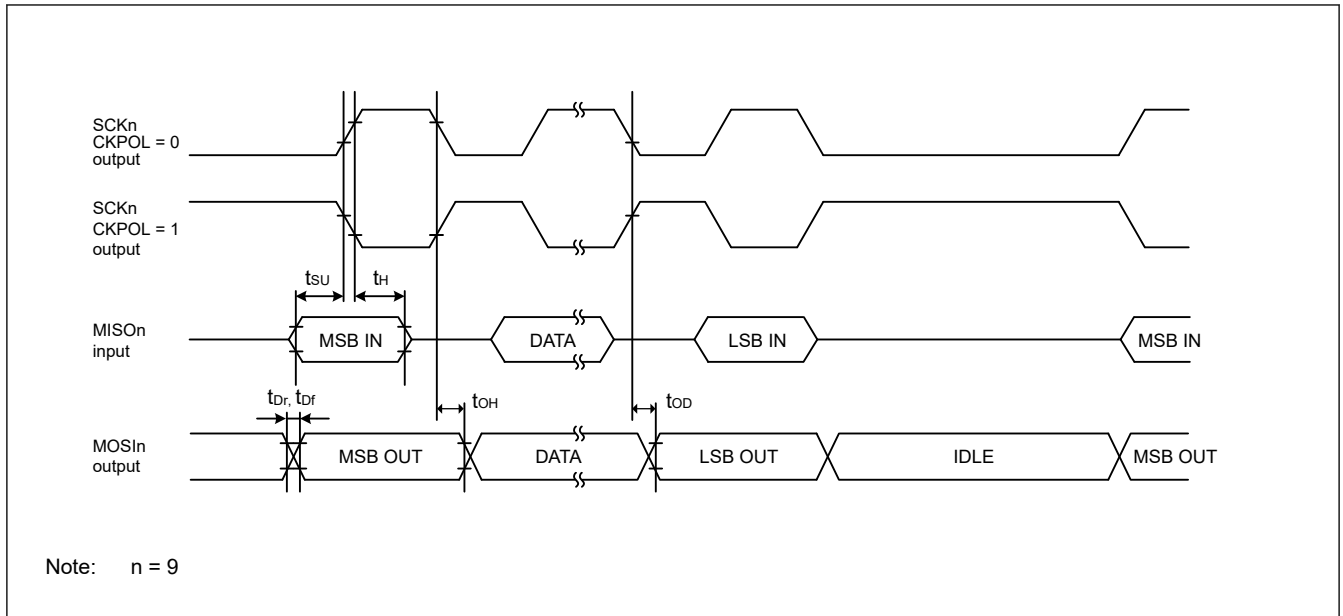 SCKn
CKPOL = 0
output
SCKn
CKPOL = 1
output
tSU
tH
MISOn
input
MSB IN
DATA
LSB IN
MSB IN
tDr, tDf
tOH
tOD
MOSIn
output
MSB OUT
DATA
LSB OUT
IDLE
MSB OUT
Note: n = 9